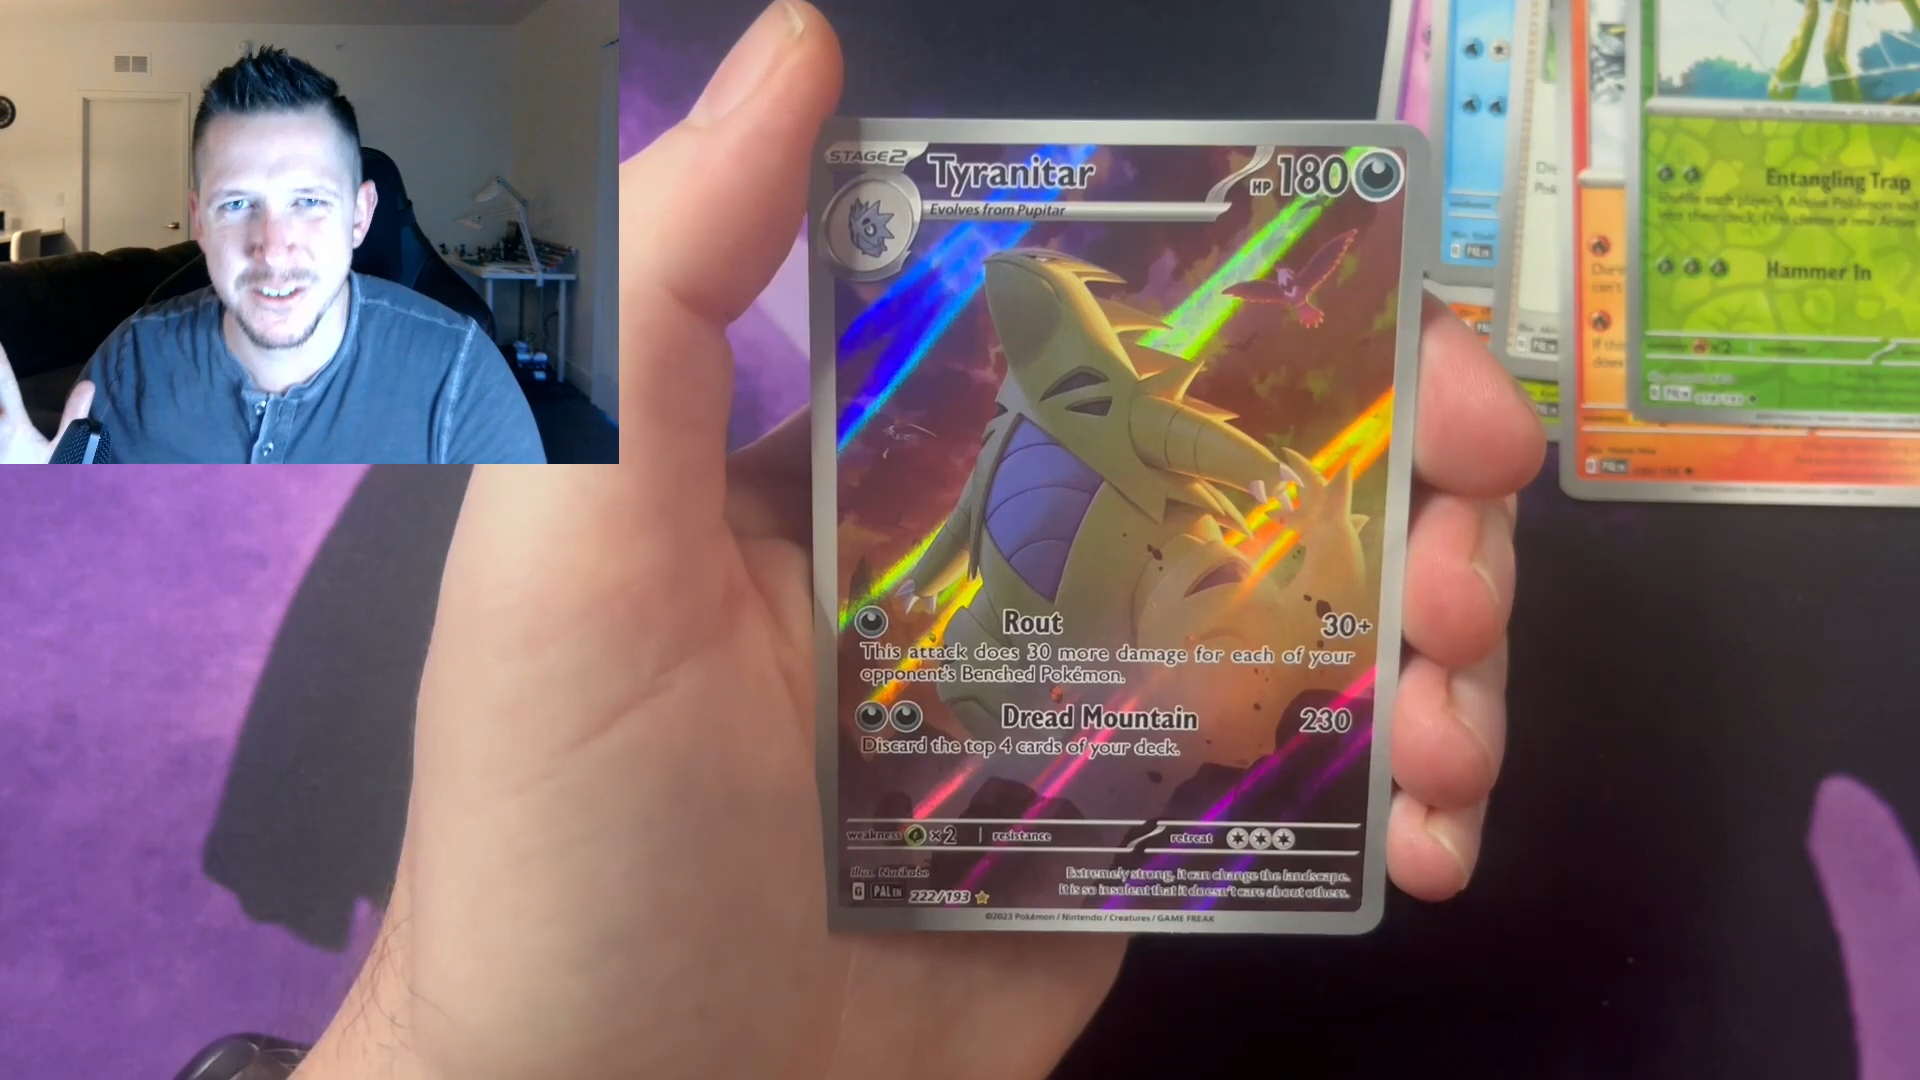 STAGE2
Tyranitar
HP 180
Evolves from Pupitar
Rout 30+
This attack does 30 more damage for each of your
opponent's Benched Pokémon.
Dread Mountain 230
Discard the top 4 cards of your deck.
weakness ×2 resistance retreat
Illus. Nurikabe
Extremely strong, it can change the landscape.
It is so insolent that it doesn't care about others.
G PAL EN 222/193
©2023 Pokémon / Nintendo / Creatures / GAME FREAK
Entangling Trap
Hammer In